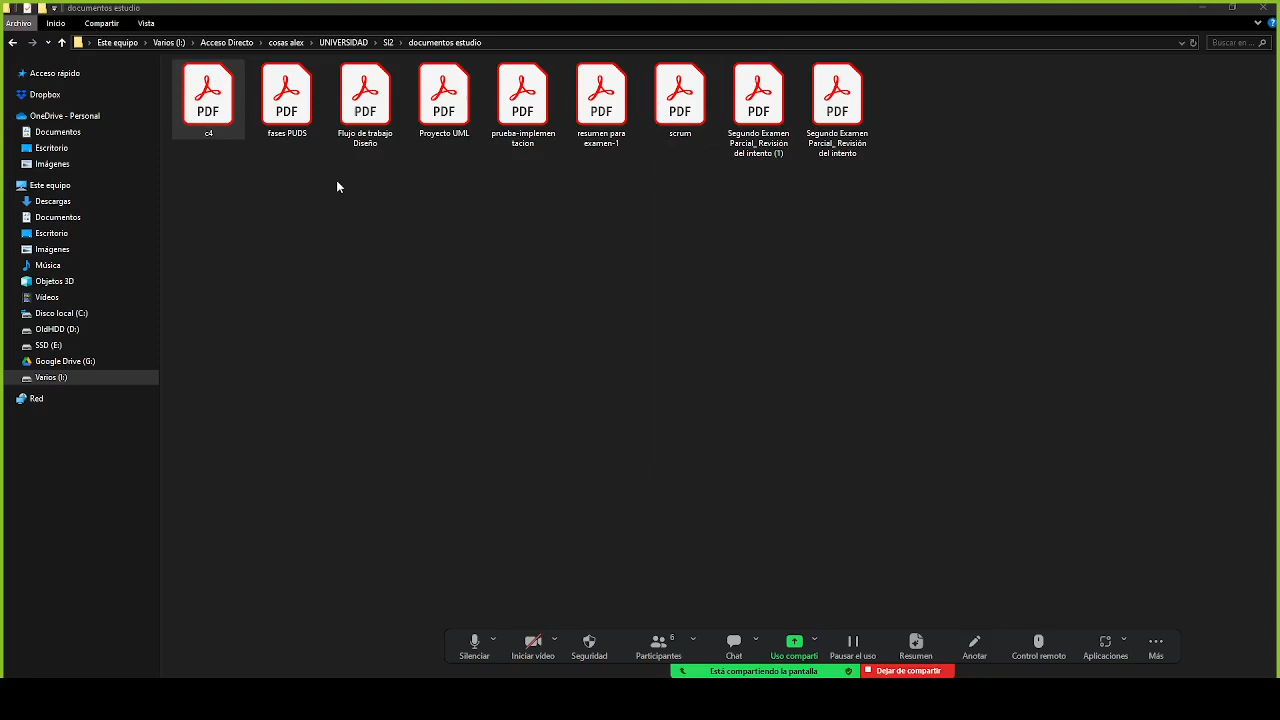 documentos estudio
Archivo Inicio Compartir Vista
Este equipo Varios (I:) Acceso Directo cosas alex UNIVERSIDAD SI2 documentos estudio
Buscar en ...
Acceso rápido
Dropbox
OneDrive - Personal
Documentos
Escritorio
Imágenes
Este equipo
Descargas
Documentos
Escritorio
Imágenes
Música
Objetos 3D
Vídeos
Disco local (C:)
OldHDD (D:)
SSD (E:)
Google Drive (G:)
Varios (I:)
Red
PDF PDF PDF PDF PDF PDF PDF PDF PDF
c4
fases PUDS
Flujo de trabajo
Diseño
Proyecto UML
prueba-implemen
tacion
resumen para
examen-1
scrum
Segundo Examen
Parcial_ Revisión
del intento (1)
Segundo Examen
Parcial_ Revisión
del intento
6
Silenciar Iniciar vídeo Seguridad Participantes Chat Uso comparti Pausar el uso Resumen Anotar Control remoto Aplicaciones Más
Está compartiendo la pantalla Dejar de compartir